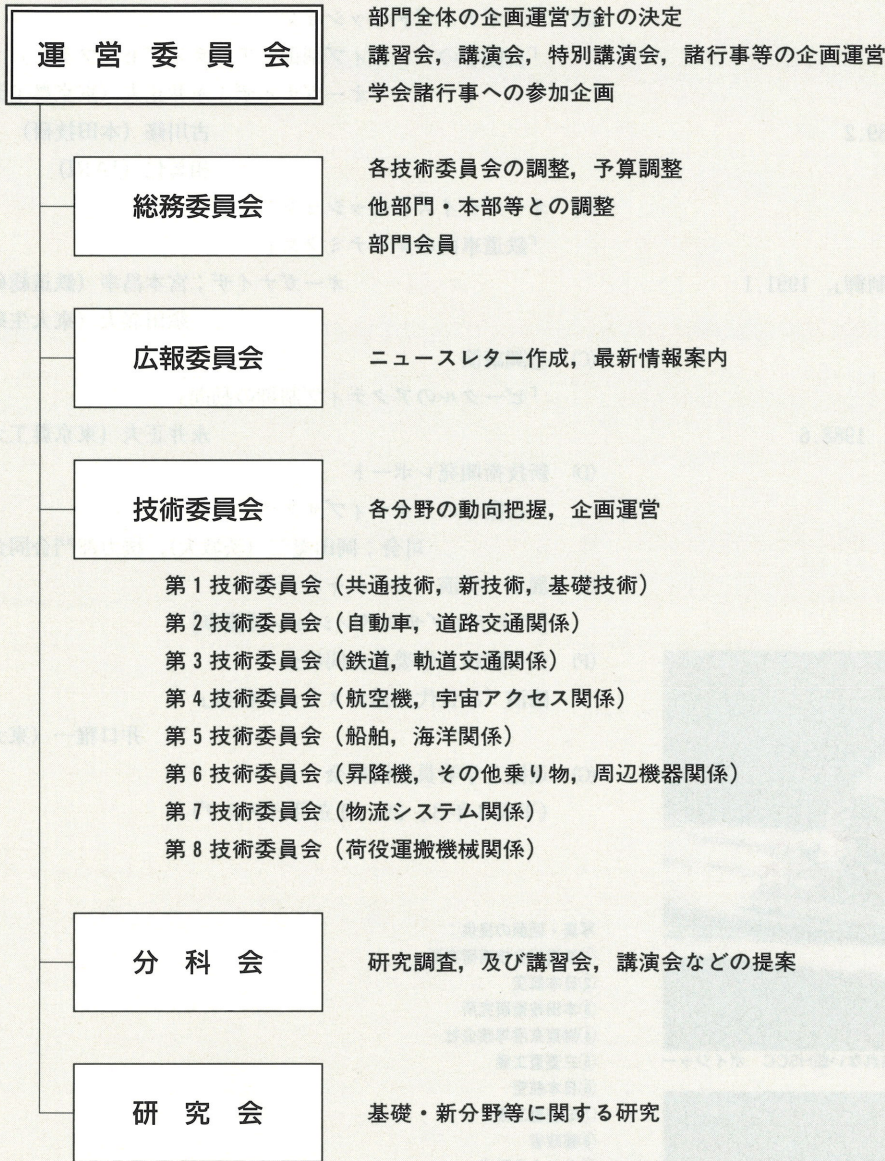 運営委員会
部門全体の企画運営方針の決定
講習会，講演会，特別講演会，諸行事等の企画運営
学会諸行事への参加企画
総務委員会
各技術委員会の調整，予算調整
他部門・本部等との調整
部門会員
広報委員会
ニュースレター作成，最新情報案内
技術委員会
各分野の動向把握，企画運営
第1技術委員会（共通技術，新技術，基礎技術）
第2技術委員会（自動車，道路交通関係）
第3技術委員会（鉄道，軌道交通関係）
第4技術委員会（航空機，宇宙アクセス関係）
第5技術委員会（船舶，海洋関係）
第6技術委員会（昇降機，その他乗り物，周辺機器関係）
第7技術委員会（物流システム関係）
第8技術委員会（荷役運搬機械関係）
分科会
研究調査，及び講習会，講演会などの提案
研究会
基礎・新分野等に関する研究